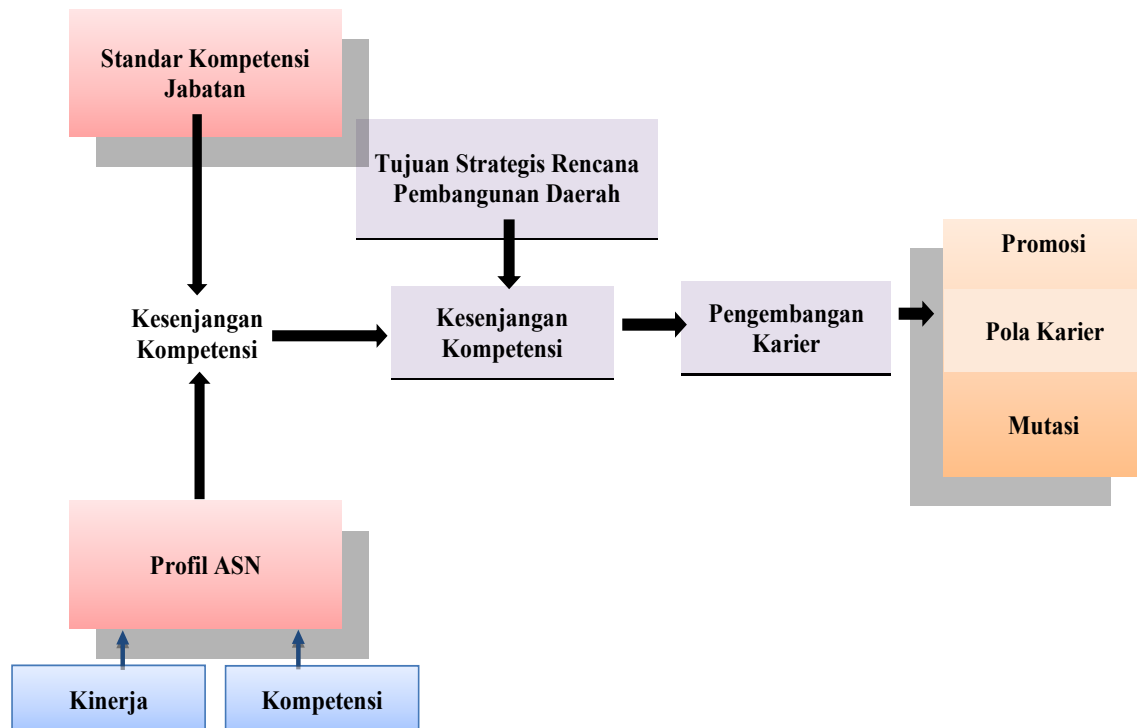 Standar Kompetensi
Jabatan
Tujuan Strategis Rencana
Pembangunan Daerah
Kesenjangan
Kompetensi
Kesenjangan
Kompetensi
Pengembangan
Karier
Promosi
Pola Karier
Mutasi
Profil ASN
Kinerja
Kompetensi